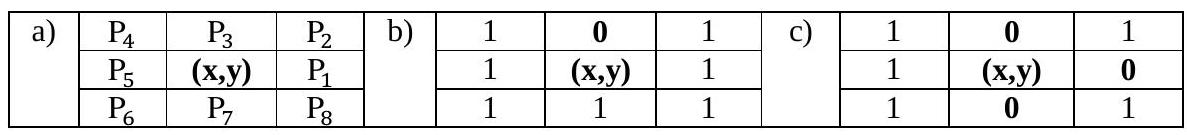 a) P₄ P₃ P₂ b) 1 0 1 c) 1 0 1
P₅ (x,y) P₁ 1 (x,y) 1 1 (x,y) 0
P₆ P₇ P₈ 1 1 1 1 0 1